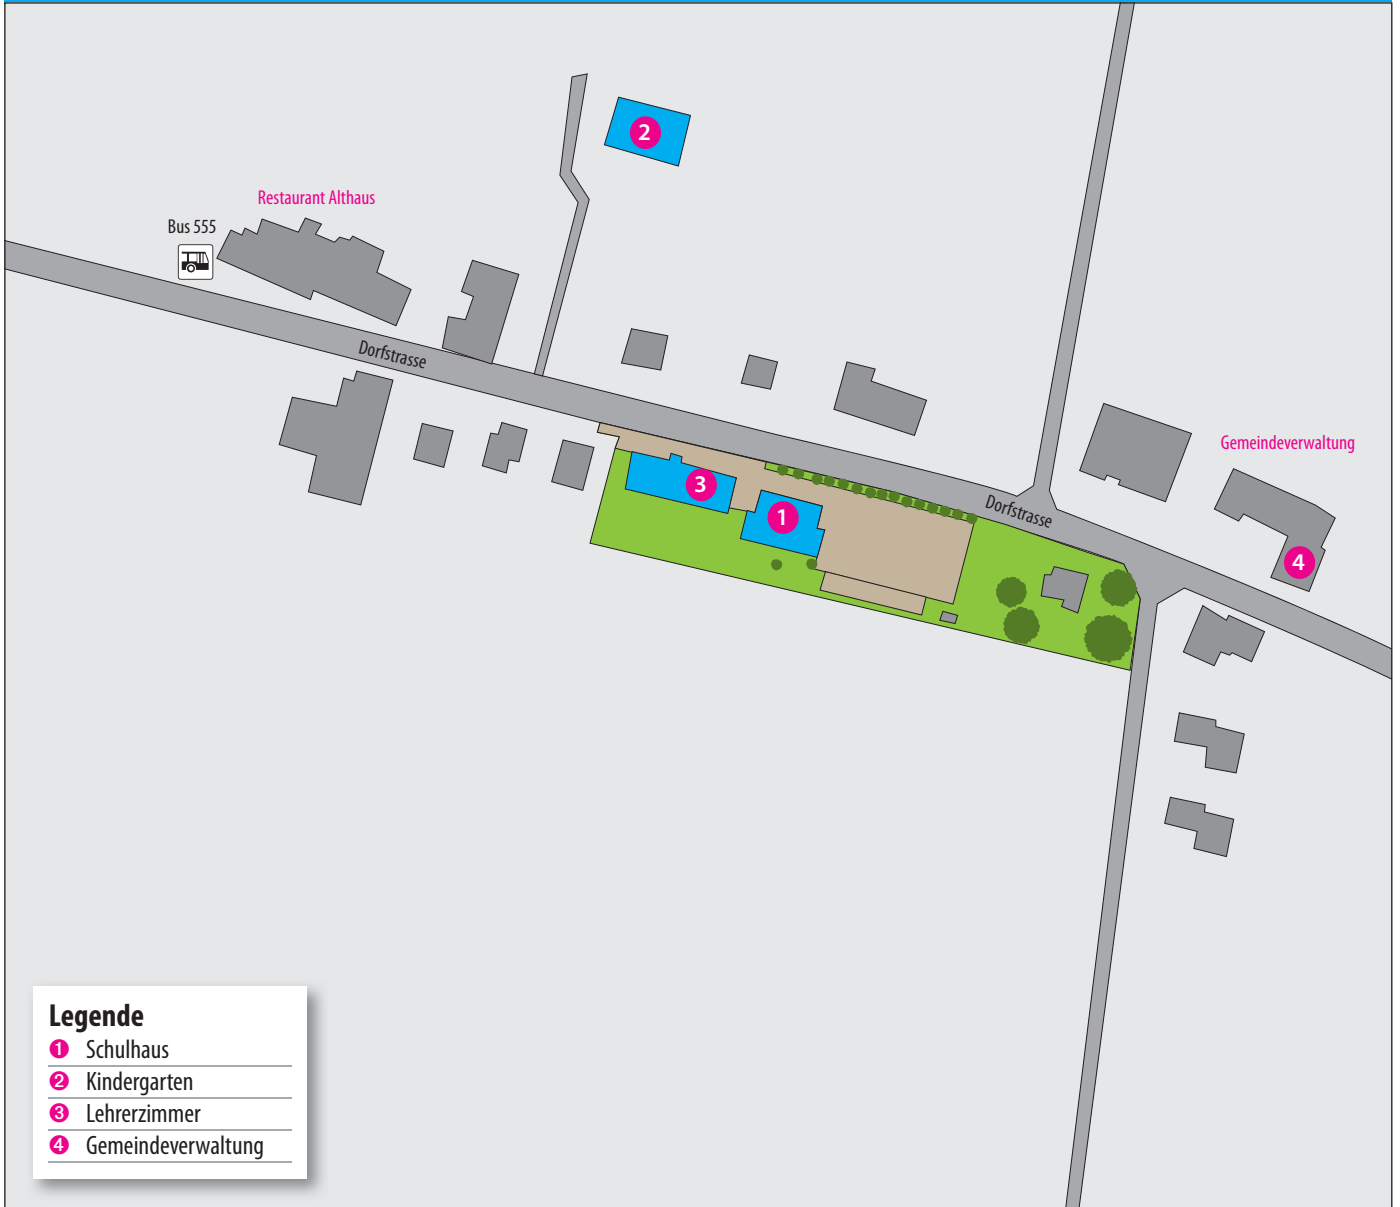 2
Restaurant Althaus
Bus 555
Dorfstrasse
Gemeindeverwaltung
3
1
Dorfstrasse
4
Legende
1 Schulhaus
2 Kindergarten
3 Lehrerzimmer
4 Gemeindeverwaltung